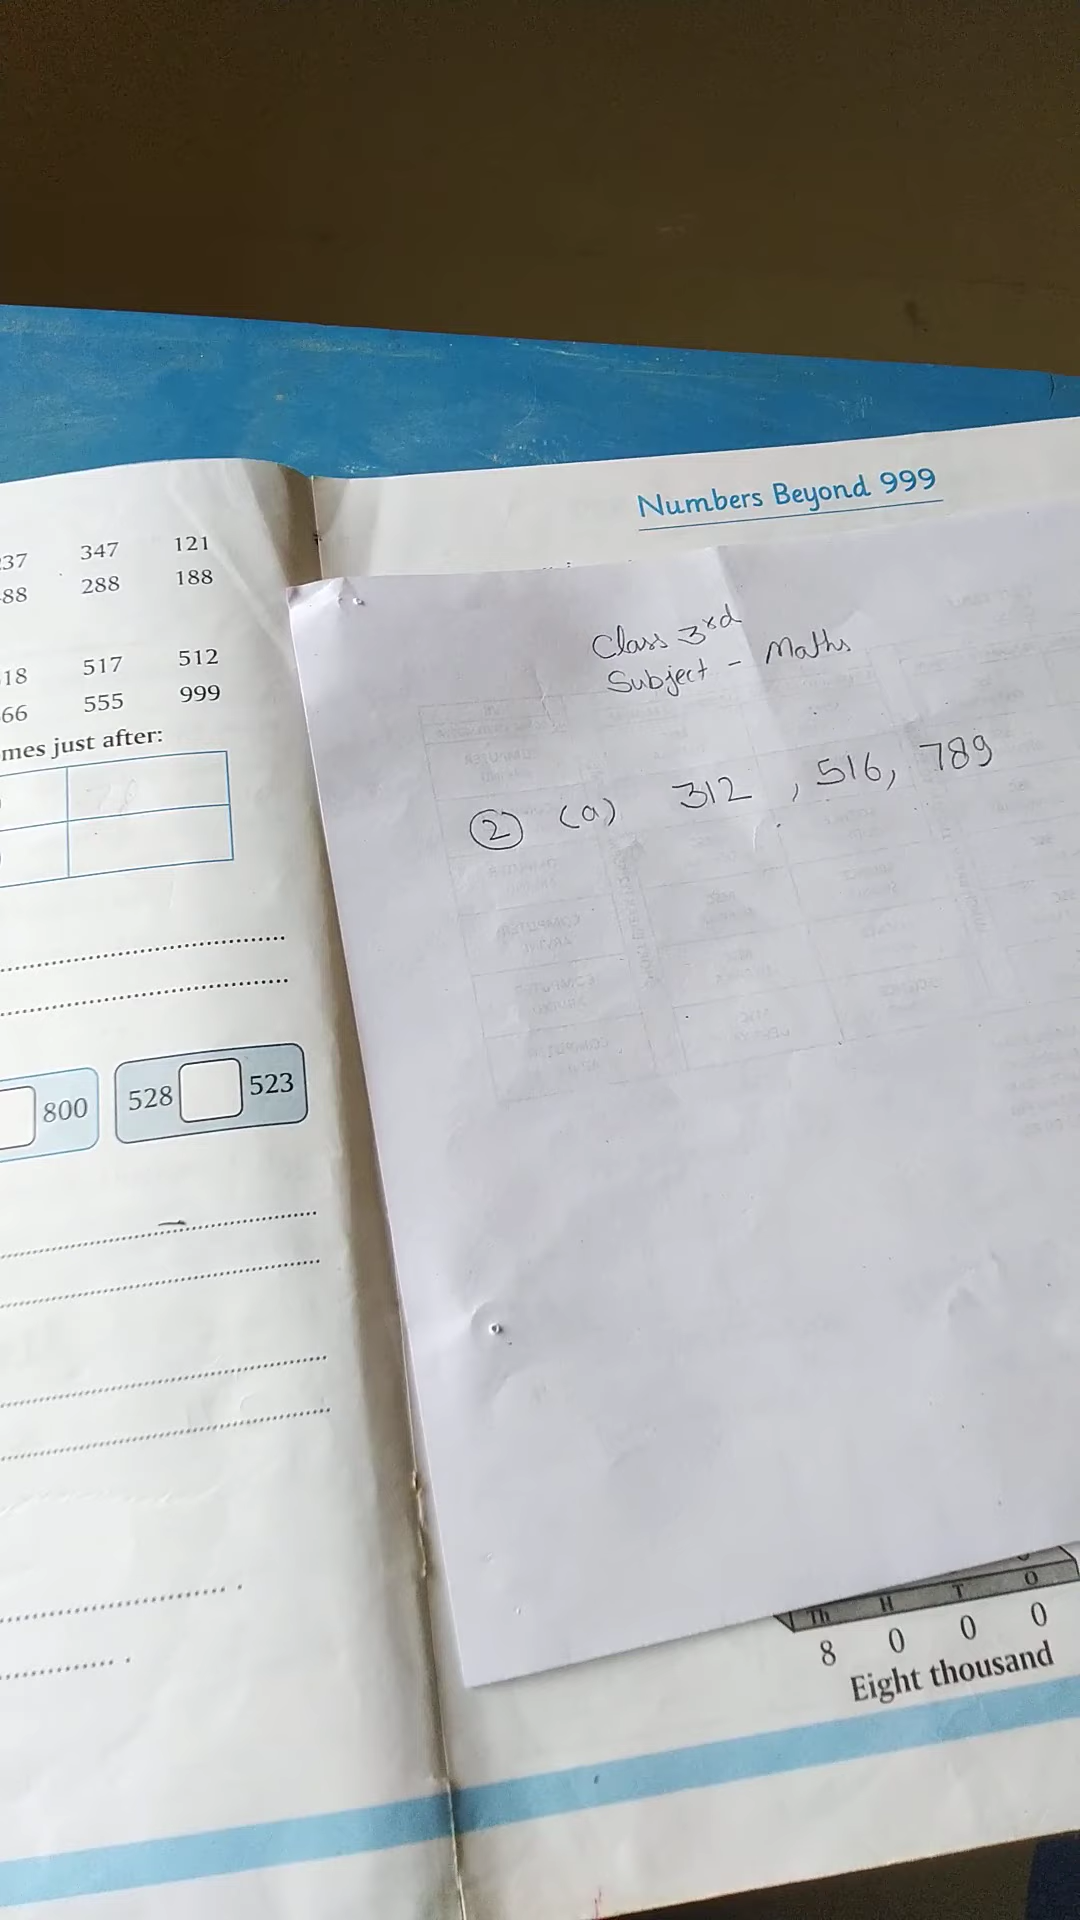 37 347 121
88 288 188
18 517 512
66 555 999
mes just after:
800 528 523
Numbers Beyond 999
Class 3rd
Subject - Maths
② (a) 312 , 516, 789
Th H T O
8 0 0 0
Eight thousand